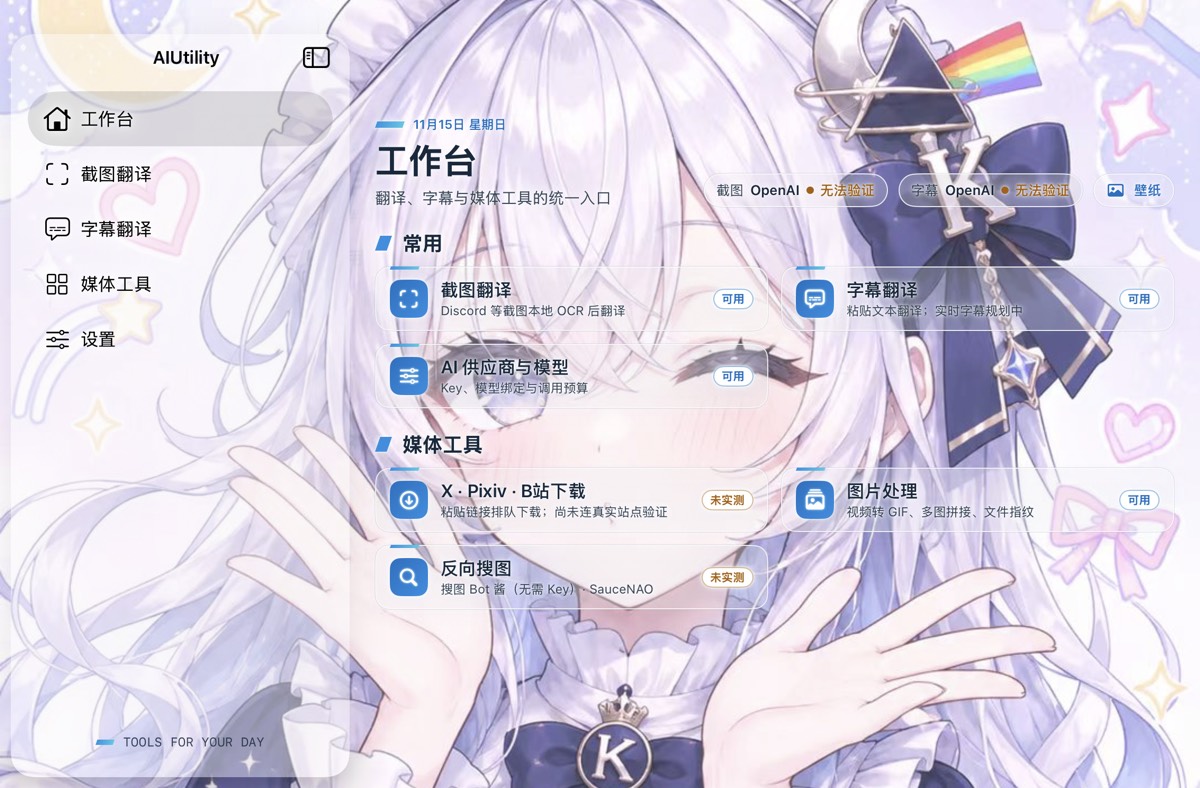 AIUtility
工作台
截图翻译
字幕翻译
媒体工具
设置
TOOLS FOR YOUR DAY
11月15日 星期日
工作台
翻译、字幕与媒体工具的统一入口
截图 OpenAI 无法验证
字幕 OpenAI 无法验证
壁纸
常用
截图翻译
Discord 等截图本地 OCR 后翻译
可用
字幕翻译
粘贴文本翻译；实时字幕规划中
可用
AI 供应商与模型
Key、模型绑定与调用预算
可用
媒体工具
X · Pixiv · B站下载
粘贴链接排队下载；尚未连真实站点验证
未实测
图片处理
视频转 GIF、多图拼接、文件指纹
可用
反向搜图
搜图 Bot 酱（无需 Key）· SauceNAO
未实测
K
K